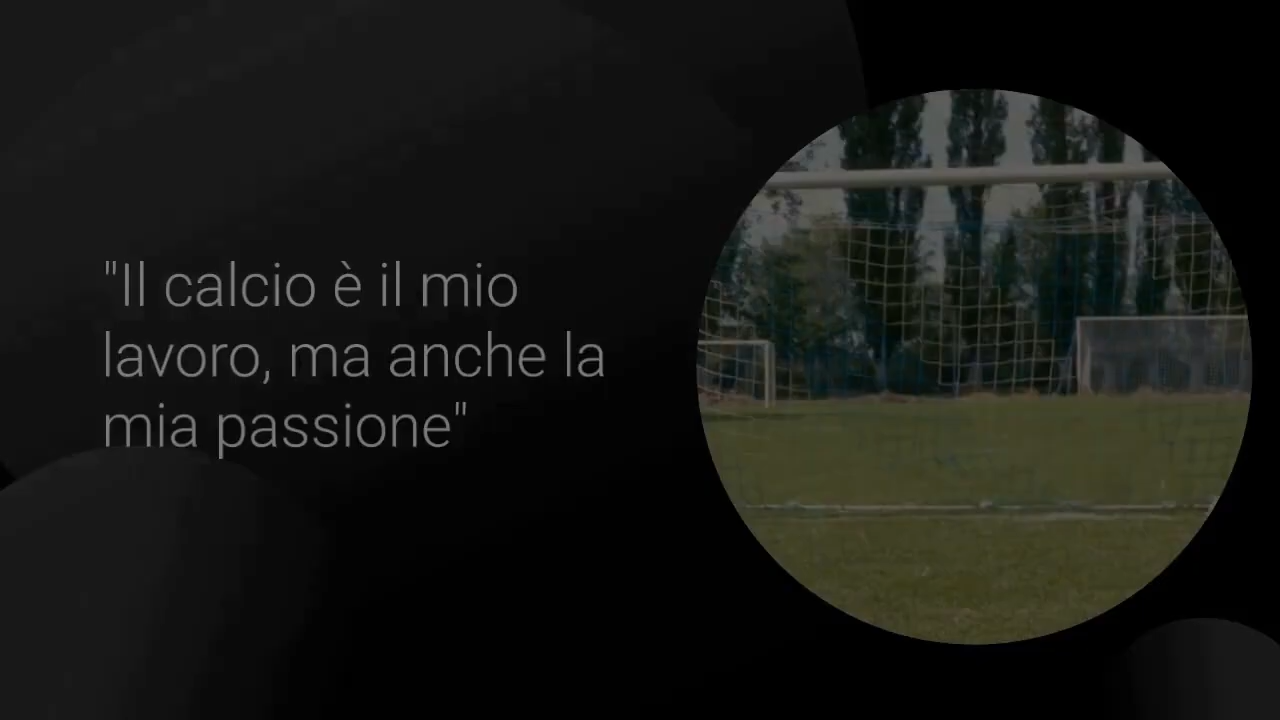 "Il calcio è il mio
lavoro, ma anche la
mia passione"